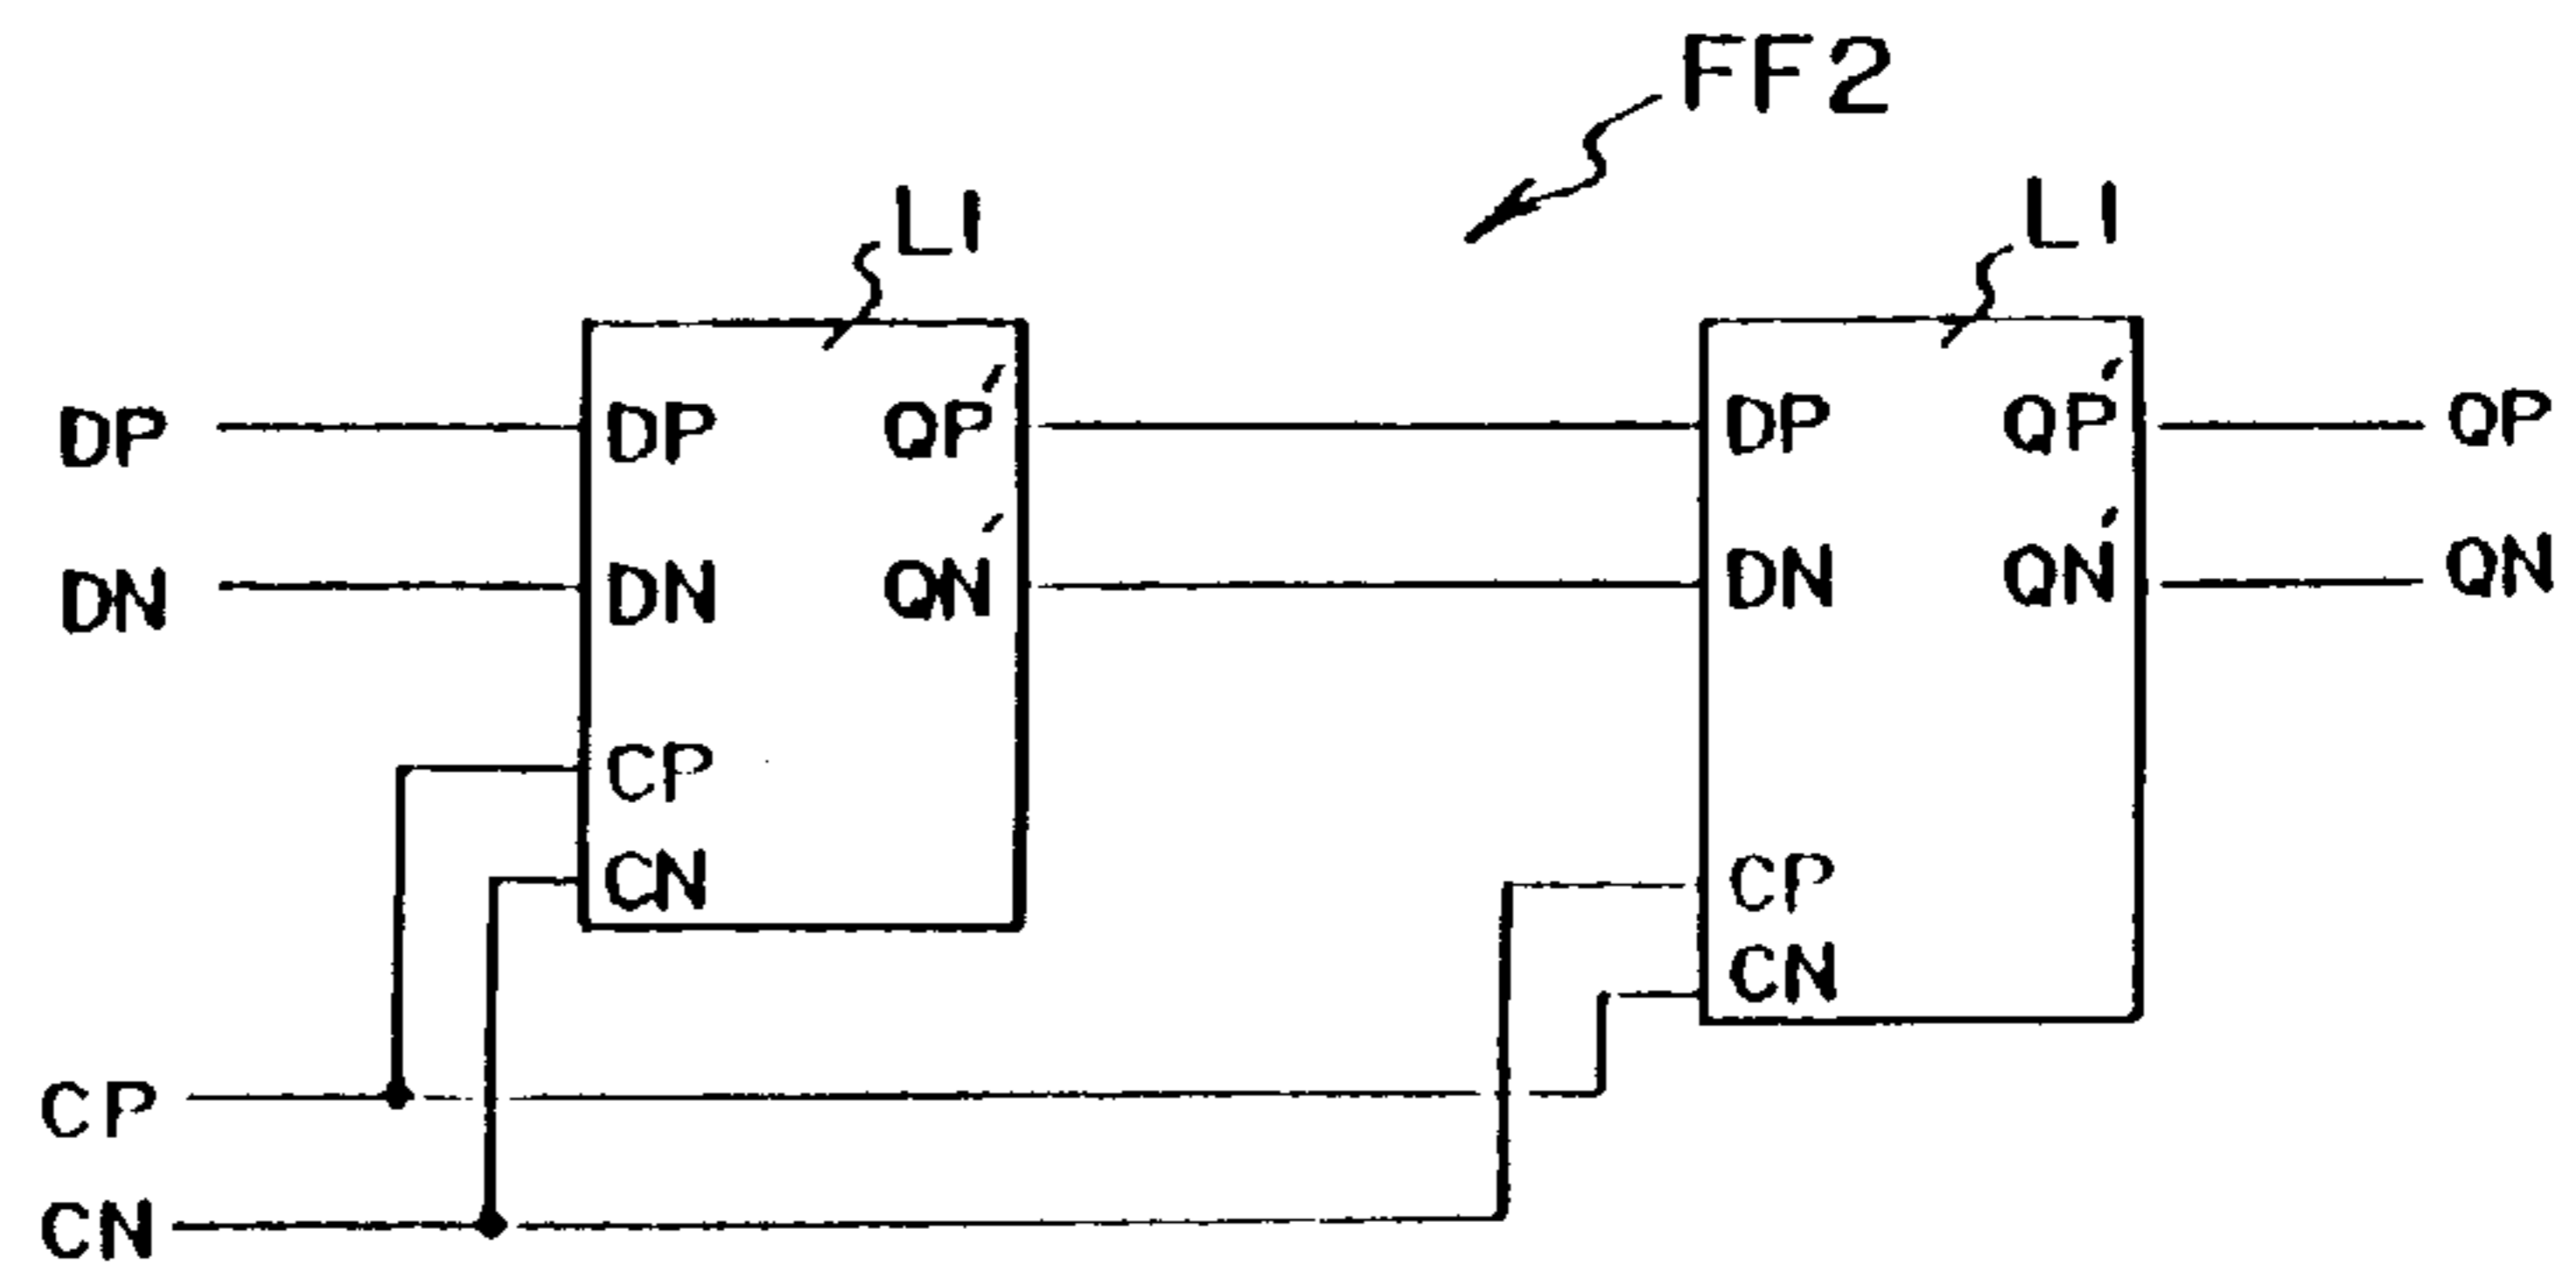 FF2
L1 L1
DP DP QP′ DP QP′ QP
DN DN QN′ DN QN′ QN
CP
CN CP
CN
CP
CN